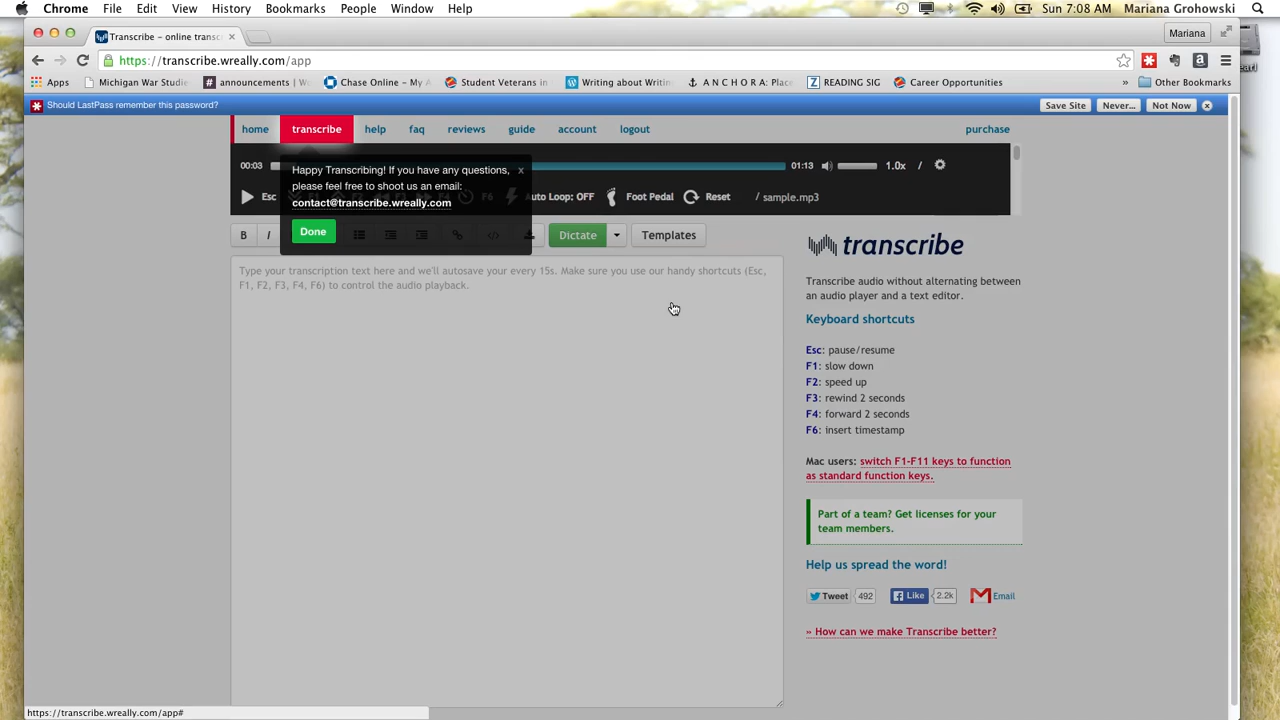 Chrome File Edit View History Bookmarks People Window Help Sun 7:08 AM Mariana Grohowski
Transcribe – online transc Mariana
https://transcribe.wreally.com/app
Apps Michigan War Studie # announcements | W Chase Online - My A Student Veterans in Writing about Writin A N C H O R A: Place READING SIG Career Opportunities » Other Bookmarks
Should LastPass remember this password? Save Site Never... Not Now
home transcribe help faq reviews guide account logout purchase
00:03 01:13 1.0x /
Happy Transcribing! If you have any questions, x
please feel free to shoot us an email:
contact@transcribe.wreally.com
Esc F6 Auto Loop: OFF Foot Pedal Reset / sample.mp3
Done
B I Dictate Templates
transcribe
Type your transcription text here and we'll autosave your every 15s. Make sure you use our handy shortcuts (Esc,
F1, F2, F3, F4, F6) to control the audio playback.
Transcribe audio without alternating between
an audio player and a text editor.
Keyboard shortcuts
Esc: pause/resume
F1: slow down
F2: speed up
F3: rewind 2 seconds
F4: forward 2 seconds
F6: insert timestamp
Mac users: switch F1-F11 keys to function
as standard function keys.
Part of a team? Get licenses for your
team members.
Help us spread the word!
Tweet 492 Like 2.2k Email
» How can we make Transcribe better?
https://transcribe.wreally.com/app#